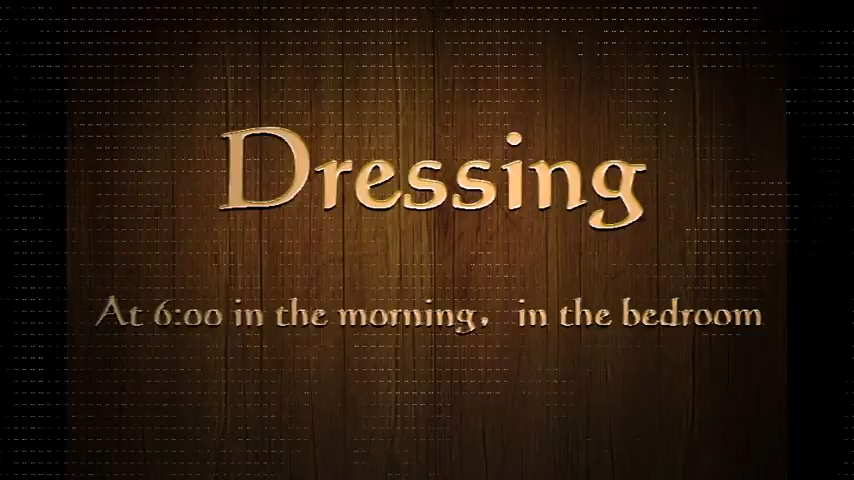 Dressing
At 6:00 in the morning, in the bedroom